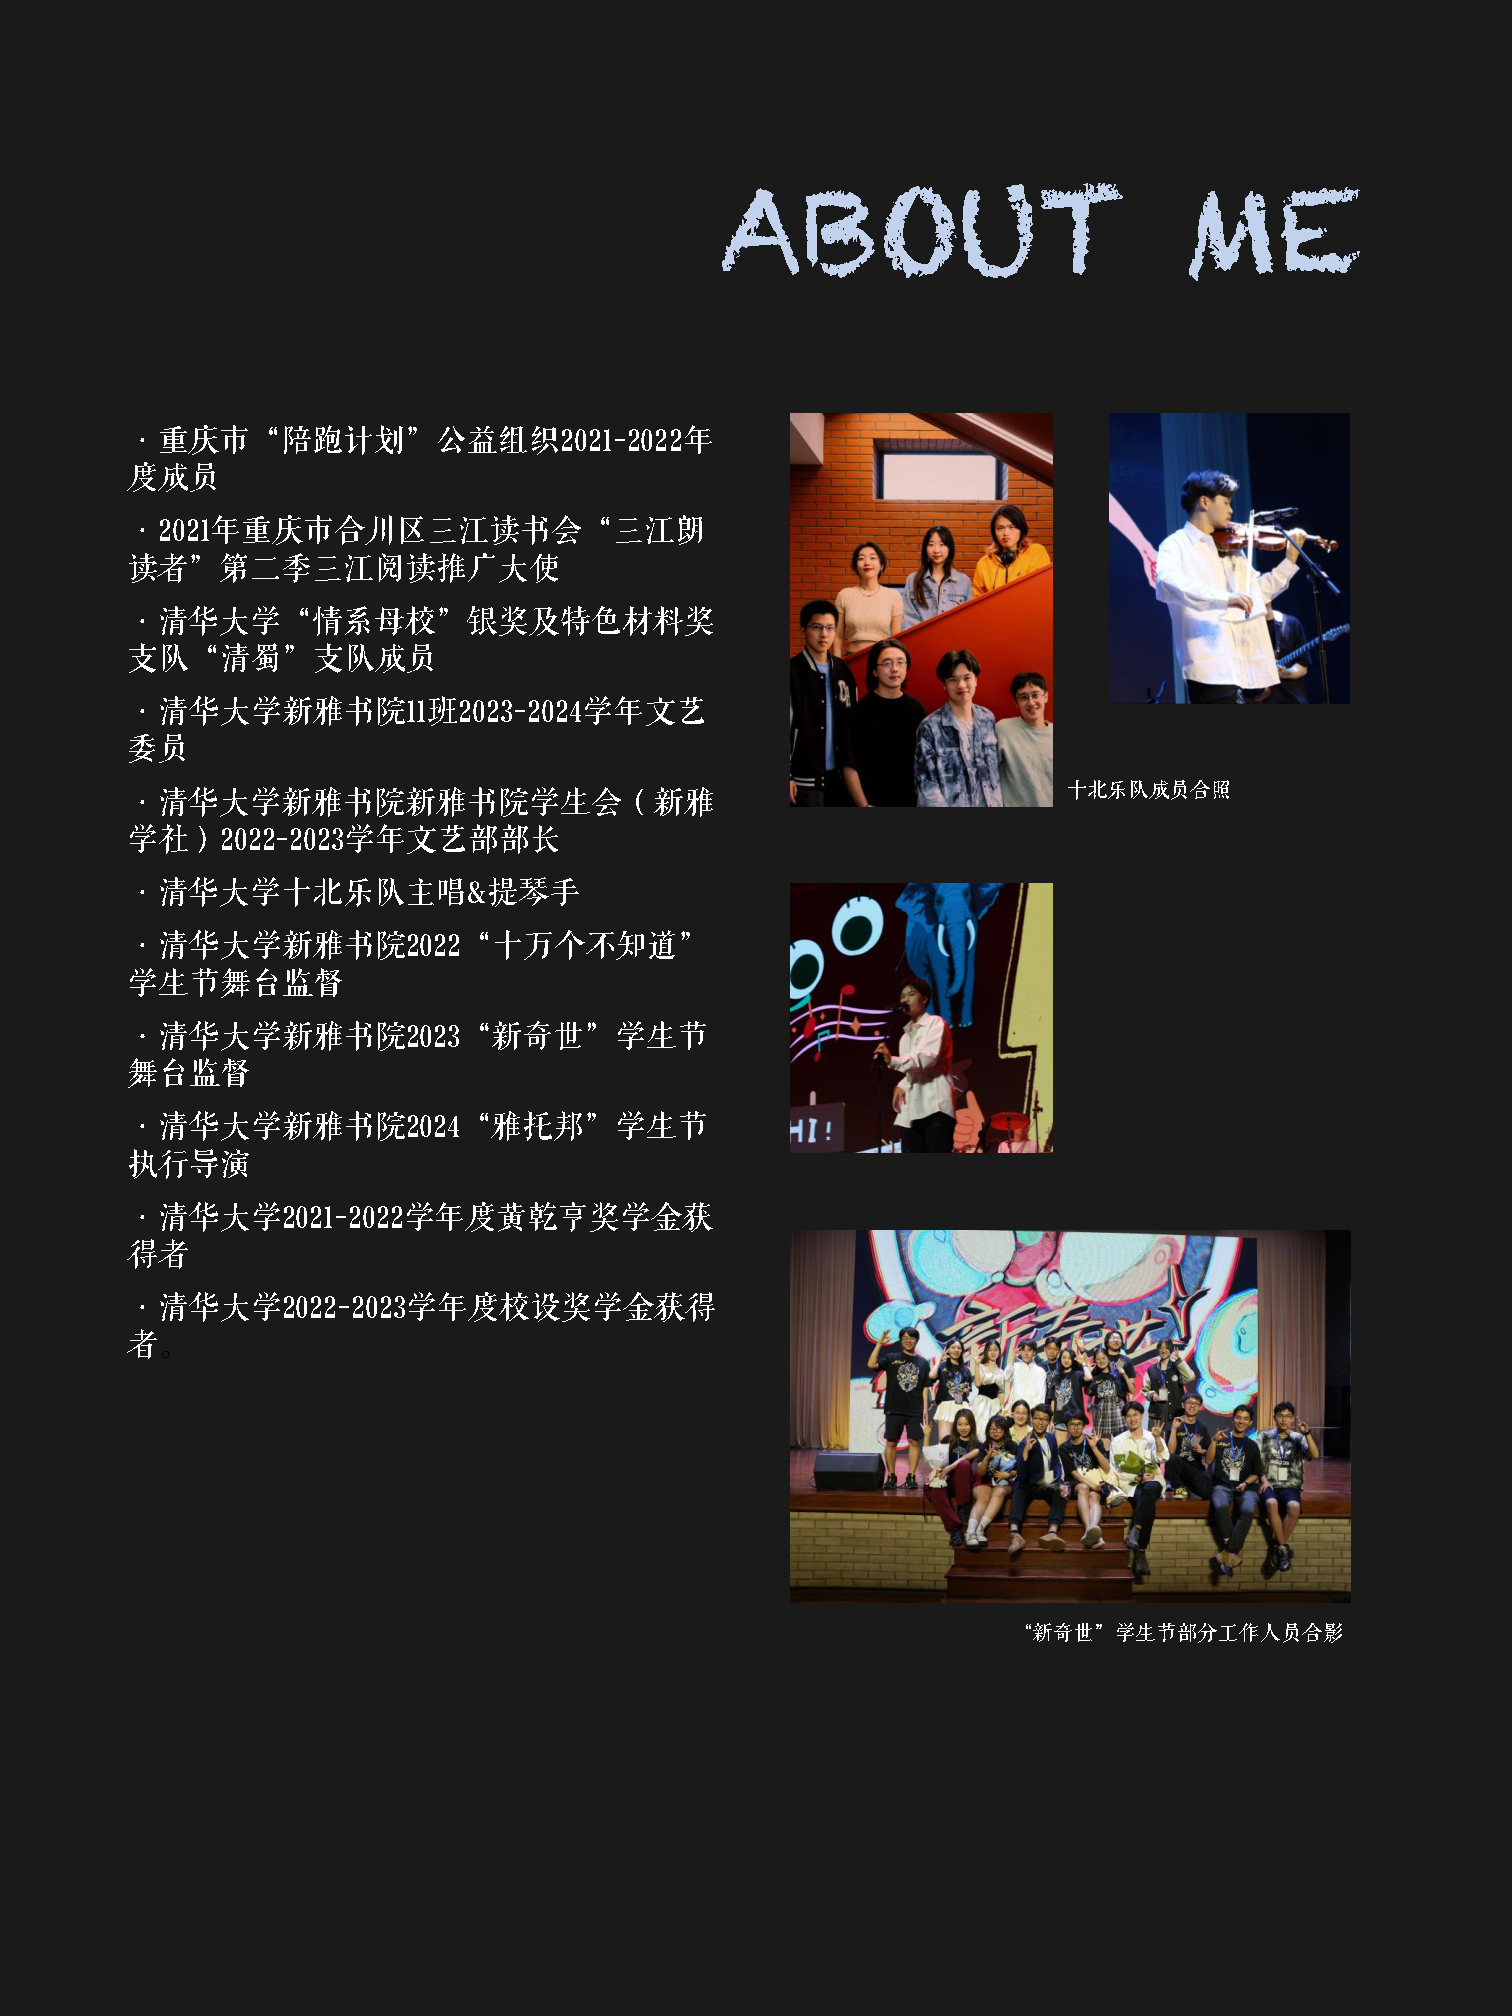 ABOUT ME
·重庆市“陪跑计划”公益组织2021-2022年
度成员
·2021年重庆市合川区三江读书会“三江朗
读者”第二季三江阅读推广大使
·清华大学“情系母校”银奖及特色材料奖
支队“清蜀”支队成员
·清华大学新雅书院11班2023-2024学年文艺
委员
·清华大学新雅书院新雅书院学生会（新雅
学社）2022-2023学年文艺部部长
·清华大学十北乐队主唱&提琴手
·清华大学新雅书院2022“十万个不知道”
学生节舞台监督
·清华大学新雅书院2023“新奇世”学生节
舞台监督
·清华大学新雅书院2024“雅托邦”学生节
执行导演
·清华大学2021-2022学年度黄乾亨奖学金获
得者
·清华大学2022-2023学年度校设奖学金获得
者。
十北乐队成员合照
HI!
新奇世
“新奇世”学生节部分工作人员合影